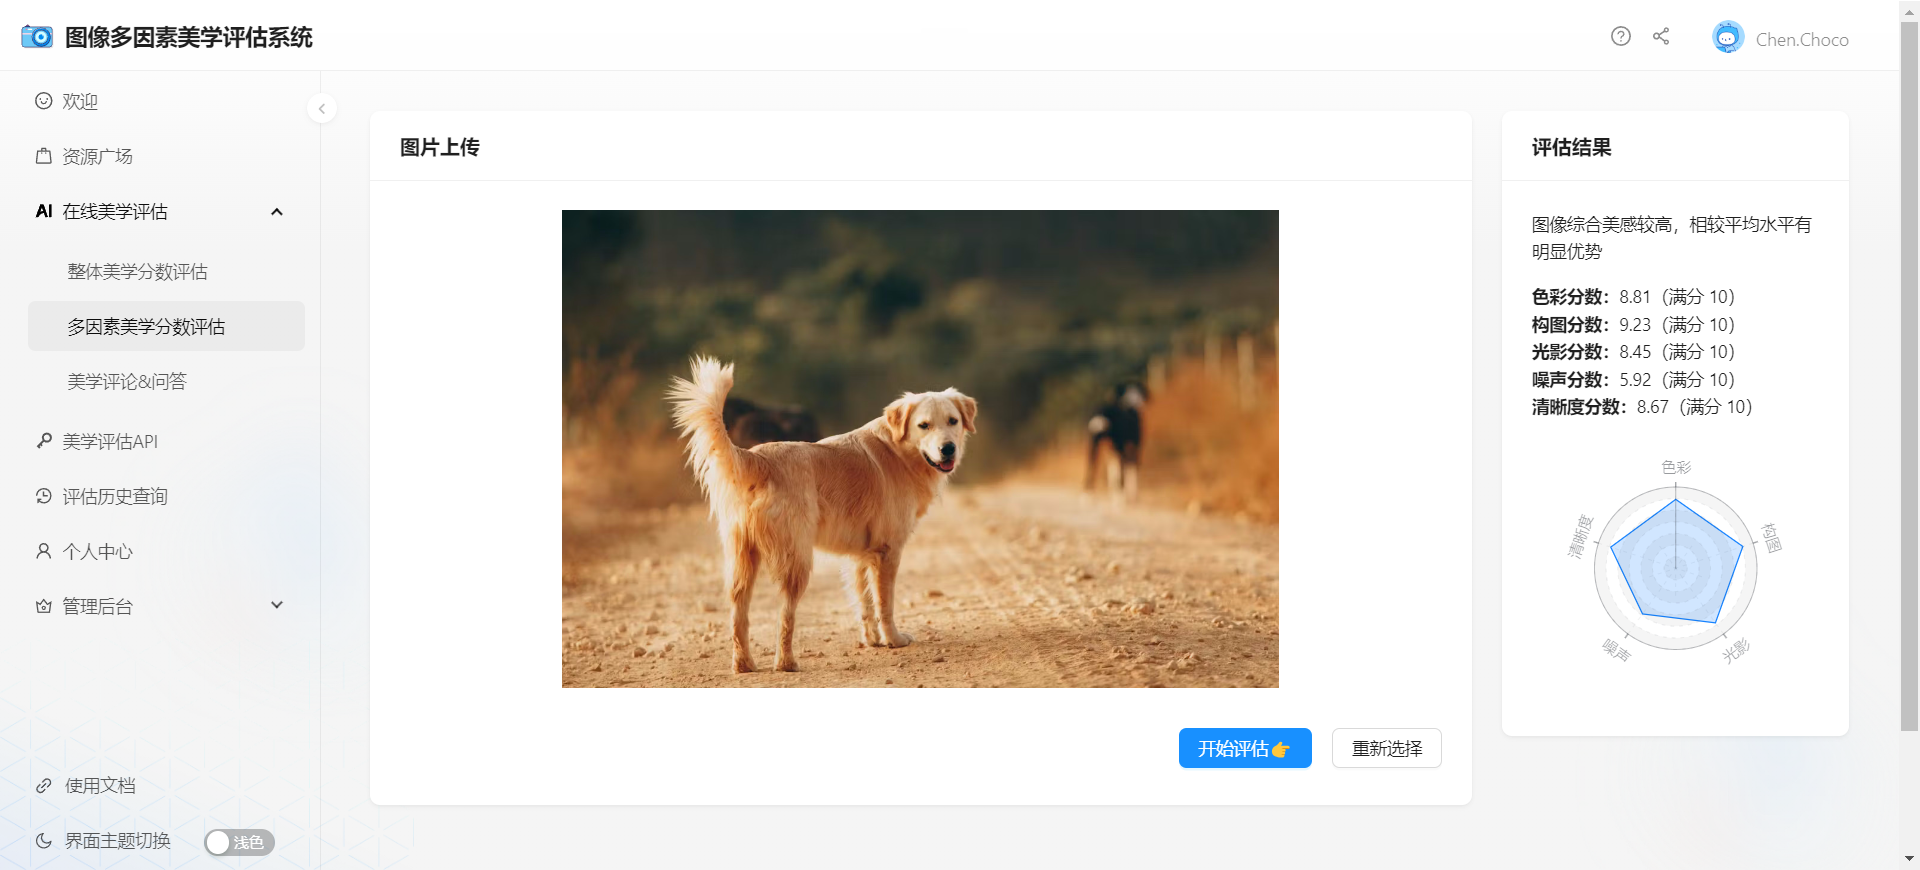 图像多因素美学评估系统
Chen.Choco
欢迎
资源广场
AI 在线美学评估
整体美学分数评估
多因素美学分数评估
美学评论&问答
美学评估API
评估历史查询
个人中心
管理后台
使用文档
界面主题切换 浅色
图片上传
开始评估👉 重新选择
评估结果
图像综合美感较高，相较平均水平有
明显优势
色彩分数：8.81（满分 10）
构图分数：9.23（满分 10）
光影分数：8.45（满分 10）
噪声分数：5.92（满分 10）
清晰度分数：8.67（满分 10）
色彩
构图
光影
噪声
清晰度